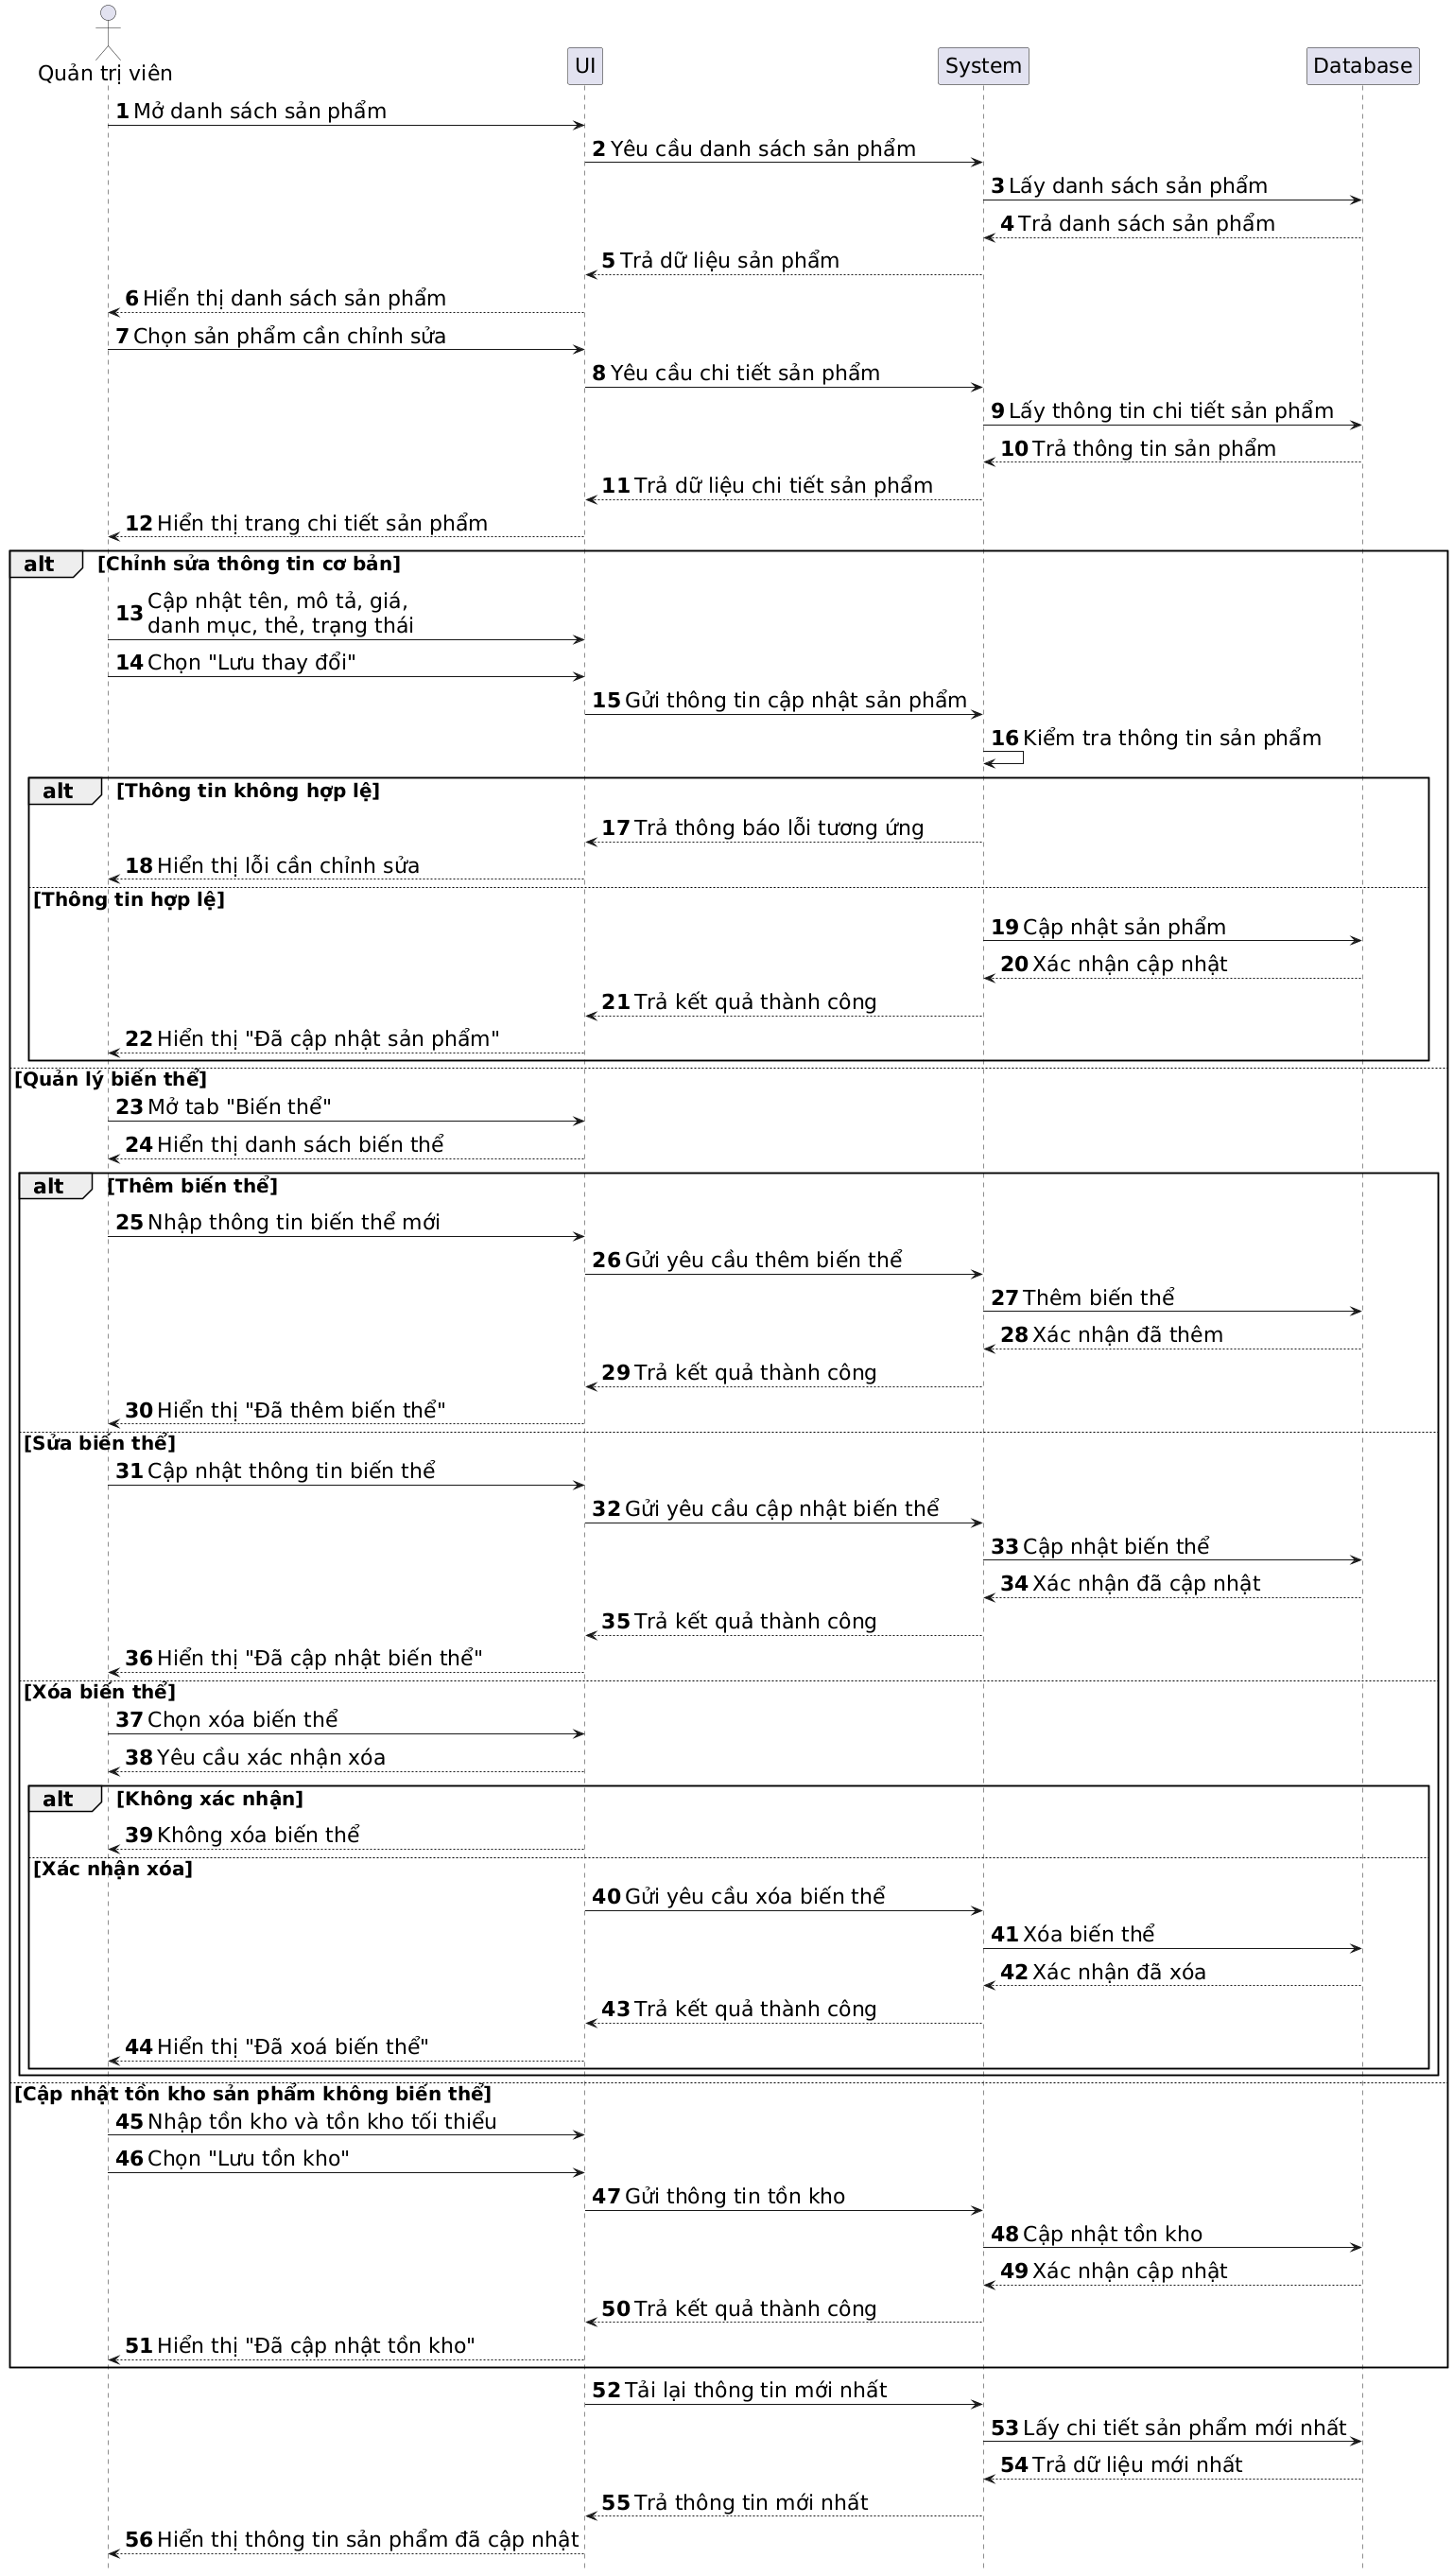 Quản trị viên
UI
System
Database
1 Mở danh sách sản phẩm
2 Yêu cầu danh sách sản phẩm
3 Lấy danh sách sản phẩm
4 Trả danh sách sản phẩm
5 Trả dữ liệu sản phẩm
6 Hiển thị danh sách sản phẩm
7 Chọn sản phẩm cần chỉnh sửa
8 Yêu cầu chi tiết sản phẩm
9 Lấy thông tin chi tiết sản phẩm
10 Trả thông tin sản phẩm
11 Trả dữ liệu chi tiết sản phẩm
12 Hiển thị trang chi tiết sản phẩm
alt [Chỉnh sửa thông tin cơ bản]
13 Cập nhật tên, mô tả, giá,
danh mục, thẻ, trạng thái
14 Chọn "Lưu thay đổi"
15 Gửi thông tin cập nhật sản phẩm
16 Kiểm tra thông tin sản phẩm
alt [Thông tin không hợp lệ]
17 Trả thông báo lỗi tương ứng
18 Hiển thị lỗi cần chỉnh sửa
[Thông tin hợp lệ]
19 Cập nhật sản phẩm
20 Xác nhận cập nhật
21 Trả kết quả thành công
22 Hiển thị "Đã cập nhật sản phẩm"
[Quản lý biến thể]
23 Mở tab "Biến thể"
24 Hiển thị danh sách biến thể
alt [Thêm biến thể]
25 Nhập thông tin biến thể mới
26 Gửi yêu cầu thêm biến thể
27 Thêm biến thể
28 Xác nhận đã thêm
29 Trả kết quả thành công
30 Hiển thị "Đã thêm biến thể"
[Sửa biến thể]
31 Cập nhật thông tin biến thể
32 Gửi yêu cầu cập nhật biến thể
33 Cập nhật biến thể
34 Xác nhận đã cập nhật
35 Trả kết quả thành công
36 Hiển thị "Đã cập nhật biến thể"
[Xóa biến thể]
37 Chọn xóa biến thể
38 Yêu cầu xác nhận xóa
alt [Không xác nhận]
39 Không xóa biến thể
[Xác nhận xóa]
40 Gửi yêu cầu xóa biến thể
41 Xóa biến thể
42 Xác nhận đã xóa
43 Trả kết quả thành công
44 Hiển thị "Đã xoá biến thể"
[Cập nhật tồn kho sản phẩm không biến thể]
45 Nhập tồn kho và tồn kho tối thiểu
46 Chọn "Lưu tồn kho"
47 Gửi thông tin tồn kho
48 Cập nhật tồn kho
49 Xác nhận cập nhật
50 Trả kết quả thành công
51 Hiển thị "Đã cập nhật tồn kho"
52 Tải lại thông tin mới nhất
53 Lấy chi tiết sản phẩm mới nhất
54 Trả dữ liệu mới nhất
55 Trả thông tin mới nhất
56 Hiển thị thông tin sản phẩm đã cập nhật